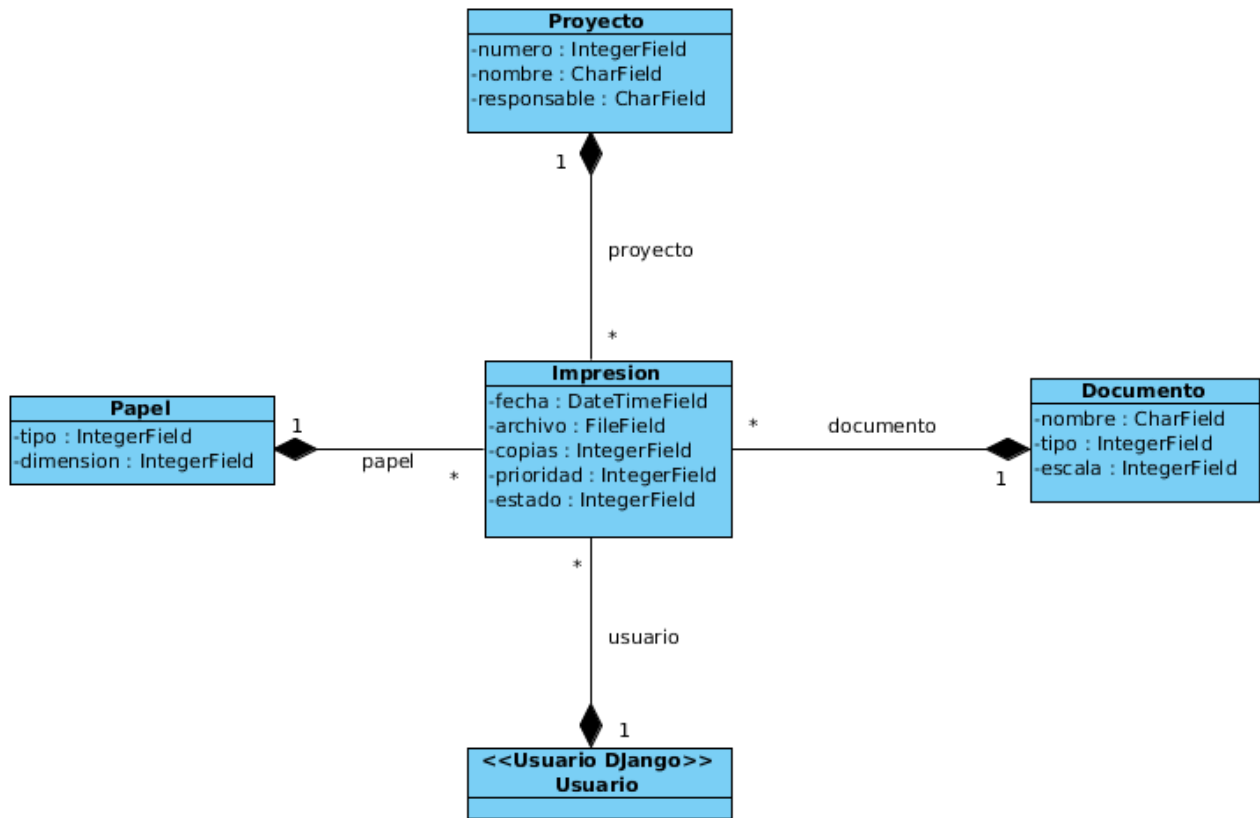 Proyecto
-numero : IntegerField
-nombre : CharField
-responsable : CharField
1
proyecto
*
Impresion
-fecha : DateTimeField
-archivo : FileField
-copias : IntegerField
-prioridad : IntegerField
-estado : IntegerField
Papel
-tipo : IntegerField
-dimension : IntegerField
1
papel
*
*
documento
1
Documento
-nombre : CharField
-tipo : IntegerField
-escala : IntegerField
*
usuario
1
<<Usuario DJango>>
Usuario